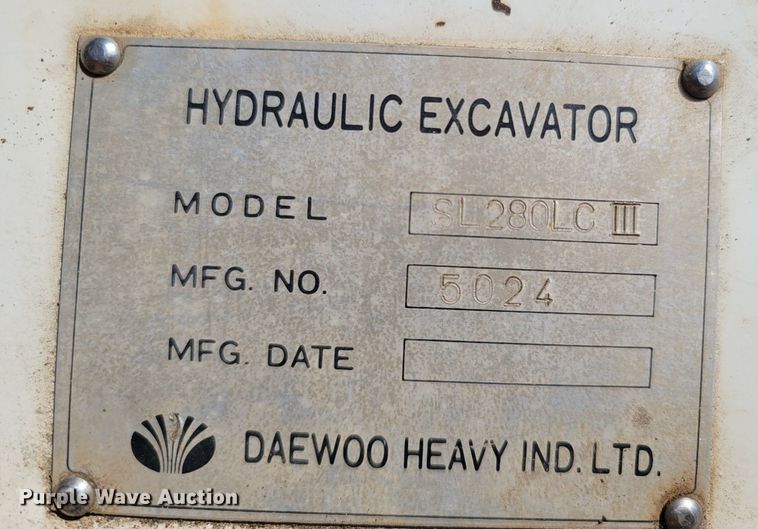 HYDRAULIC EXCAVATOR
MODEL SL280LC III
MFG. NO. 5024
MFG. DATE
DAEWOO HEAVY IND. LTD.
Purple Wave Auction